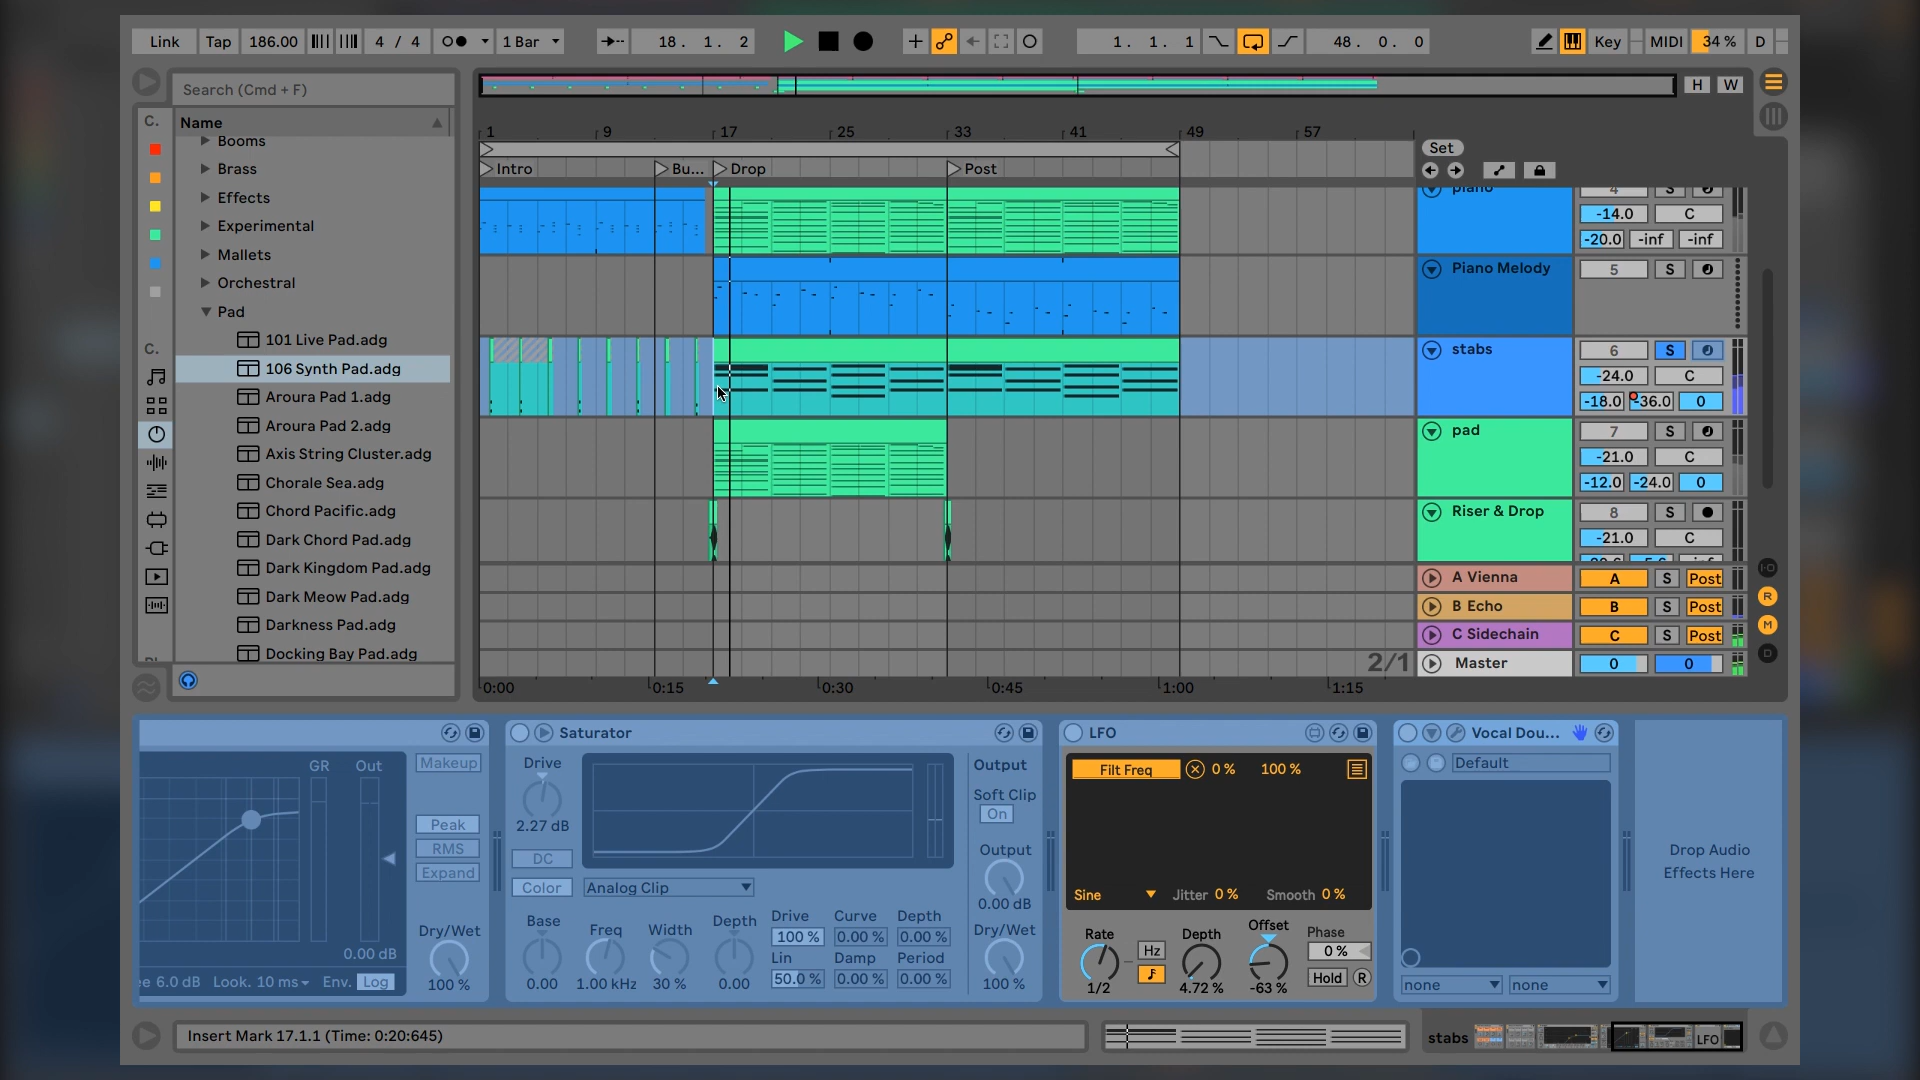 Link Tap 186.00 4 / 4 1 Bar 18. 1. 2 1. 1. 1 48. 0. 0 Key MIDI 34 % D
Search (Cmd + F)
H W
C. Name
Booms
Brass
Effects
Experimental
Mallets
Orchestral
Pad
101 Live Pad.adg
C.
106 Synth Pad.adg
Aroura Pad 1.adg
Aroura Pad 2.adg
Axis String Cluster.adg
Chorale Sea.adg
Chord Pacific.adg
Dark Chord Pad.adg
Dark Kingdom Pad.adg
Dark Meow Pad.adg
Darkness Pad.adg
Docking Bay Pad.adg
1 9 17 25 33 41 49 57
Set
Intro Bu... Drop Post
piano 4 S
-14.0 C
-20.0 -inf -inf
Piano Melody 5 S
stabs 6 S
-24.0 C
-18.0 -36.0 0
pad 7 S
-21.0 C
-12.0 -24.0 0
Riser & Drop 8 S
-21.0 C
A Vienna A S Post
B Echo B S Post
C Sidechain C S Post
2/1 Master 0 0
I·O
R
M
D
0:00 0:15 0:30 0:45 1:00 1:15
GR Out
Makeup
Peak
RMS
Expand
Dry/Wet
0.00 dB
100 %
e 6.0 dB Look. 10 ms Env. Log
Saturator
Drive
2.27 dB
DC
Color Analog Clip
Base Freq Width Depth
0.00 1.00 kHz 30 % 0.00
Drive Curve Depth
100 % 0.00 % 0.00 %
Lin Damp Period
50.0 % 0.00 % 0.00 %
Output
Soft Clip
On
Output
0.00 dB
Dry/Wet
100 %
LFO
Filt Freq 0 % 100 %
Sine Jitter 0 % Smooth 0 %
Rate Depth Offset Phase
Hz 0 %
Hold R
1/2 4.72 % -63 %
Vocal Dou...
Default
none none
Drop Audio
Effects Here
Insert Mark 17.1.1 (Time: 0:20:645)
stabs LFO